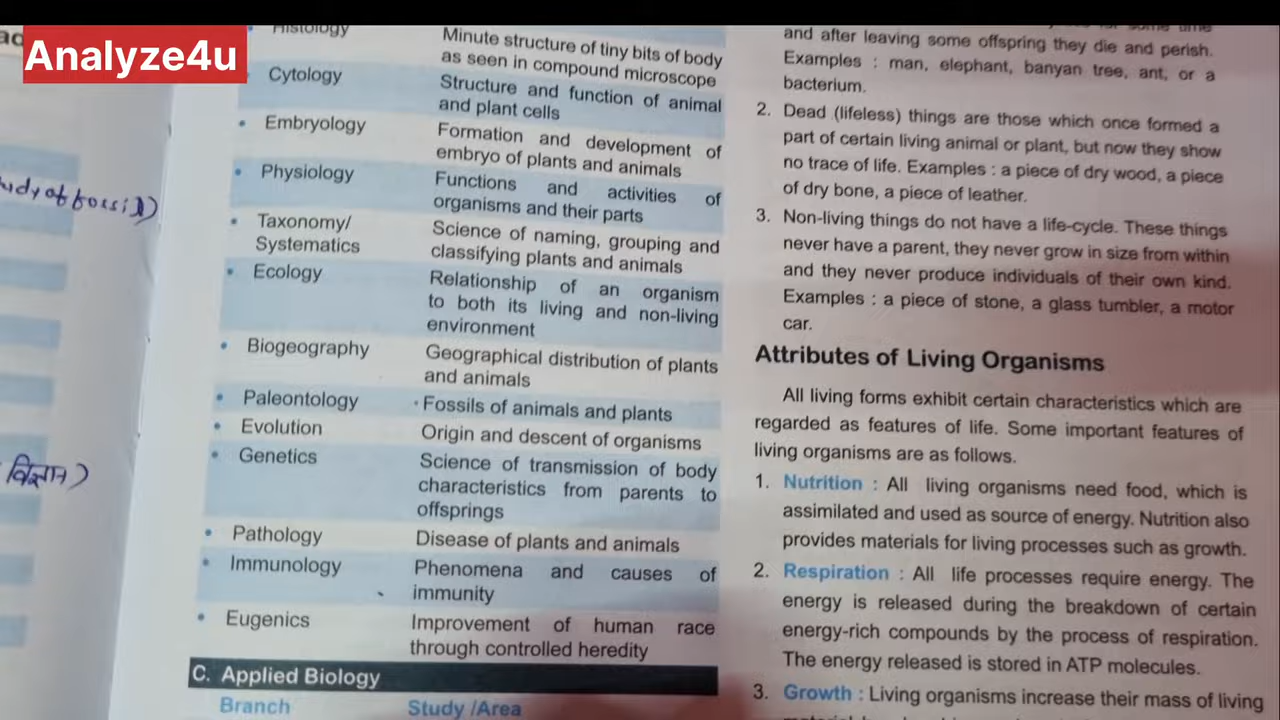 Analyze4u
study of fossil)
विज्ञान)
• Histology
Minute structure of tiny bits of body
as seen in compound microscope
• Cytology
Structure and function of animal
and plant cells
• Embryology
Formation and development of
embryo of plants and animals
• Physiology
Functions and activities of
organisms and their parts
• Taxonomy/
Systematics
Science of naming, grouping and
classifying plants and animals
• Ecology
Relationship of an organism
to both its living and non-living
environment
• Biogeography
Geographical distribution of plants
and animals
• Paleontology
Fossils of animals and plants
• Evolution
Origin and descent of organisms
• Genetics
Science of transmission of body
characteristics from parents to
offsprings
• Pathology
Disease of plants and animals
• Immunology
Phenomena and causes of
immunity
• Eugenics
Improvement of human race
through controlled heredity
C. Applied Biology
Branch
Study /Area
and after leaving some offspring they die and perish.
Examples : man, elephant, banyan tree, ant, or a
bacterium.
2. Dead (lifeless) things are those which once formed a
part of certain living animal or plant, but now they show
no trace of life. Examples : a piece of dry wood, a piece
of dry bone, a piece of leather.
3. Non-living things do not have a life-cycle. These things
never have a parent, they never grow in size from within
and they never produce individuals of their own kind.
Examples : a piece of stone, a glass tumbler, a motor
car.
Attributes of Living Organisms
All living forms exhibit certain characteristics which are
regarded as features of life. Some important features of
living organisms are as follows.
1. Nutrition : All living organisms need food, which is
assimilated and used as source of energy. Nutrition also
provides materials for living processes such as growth.
2. Respiration : All life processes require energy. The
energy is released during the breakdown of certain
energy-rich compounds by the process of respiration.
The energy released is stored in ATP molecules.
3. Growth : Living organisms increase their mass of living